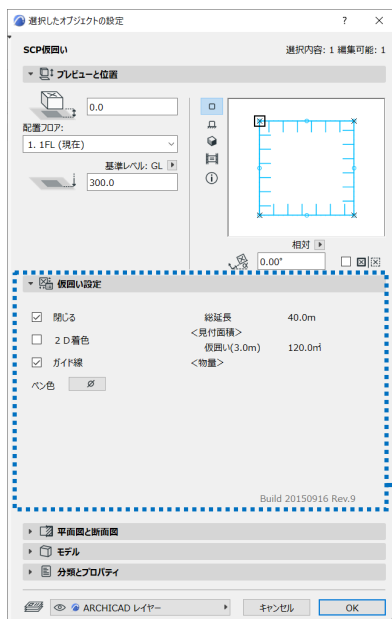 選択したオブジェクトの設定
SCP仮囲い 選択内容: 1 編集可能: 1
プレビューと位置
0.0
配置フロア:
1. 1FL (現在)
基準レベル: GL
300.0
相対
0.00°
仮囲い設定
閉じる 総延長 40.0m
２Ｄ着色 <見付面積>
仮囲い(3.0m) 120.0㎡
ガイド線 <物量>
ペン色
Build 20150916 Rev.9
平面図と断面図
モデル
分類とプロパティ
ARCHICAD レイヤー キャンセル OK